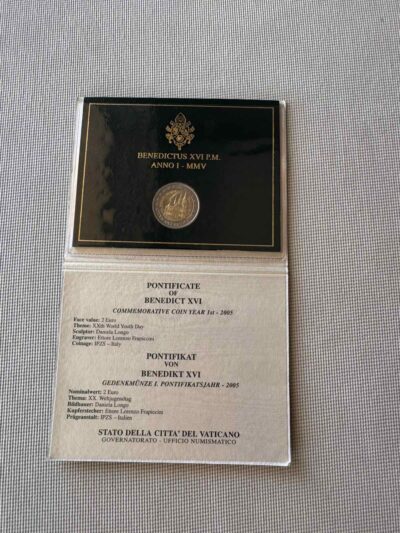 BENEDICTUS XVI P.M.
ANNO I - MMV
PONTIFICATE
OF
BENEDICT XVI
COMMEMORATIVE COIN YEAR 1st - 2005
Face value: 2 Euro
Theme: XXth World Youth Day
Sculptor: Daniela Longo
Engraver: Ettore Lorenzo Frapiccini
Coinage: IPZS – Italy
PONTIFIKAT
VON
BENEDIKT XVI
GEDENKMÜNZE I. PONTIFIKATSJAHR - 2005
Nominalwert: 2 Euro
Thema: XX. Weltjugendtag
Bildhauer: Daniela Longo
Kupferstecher: Ettore Lorenzo Frapiccini
Prägeanstalt: IPZS – Italien
STATO DELLA CITTA' DEL VATICANO
GOVERNATORATO - UFFICIO NUMISMATICO